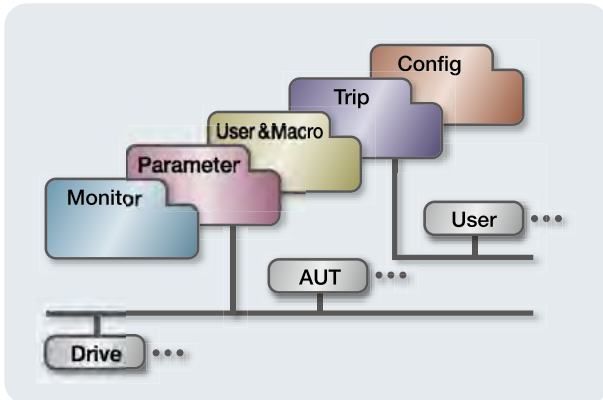 Config
Trip
User &Macro
Parameter
Monitor
User
AUT
Drive